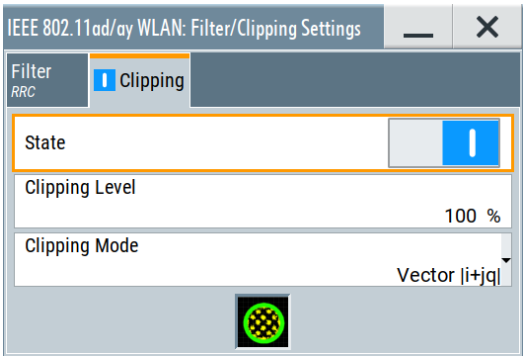 IEEE 802.11ad/ay WLAN: Filter/Clipping Settings
Filter
RRC
Clipping
State
Clipping Level
100 %
Clipping Mode
Vector |i+jq|